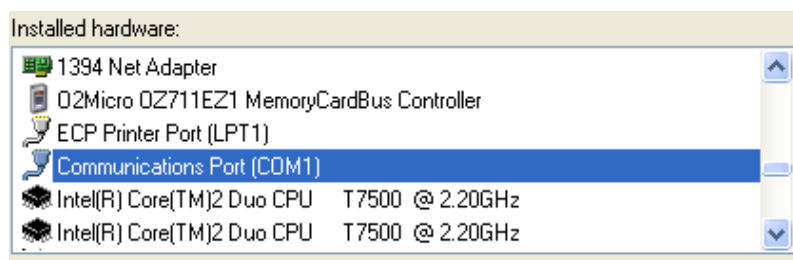 Installed hardware:
1394 Net Adapter
O2Micro OZ711EZ1 MemoryCardBus Controller
ECP Printer Port (LPT1)
Communications Port (COM1)
Intel(R) Core(TM)2 Duo CPU T7500 @ 2.20GHz
Intel(R) Core(TM)2 Duo CPU T7500 @ 2.20GHz